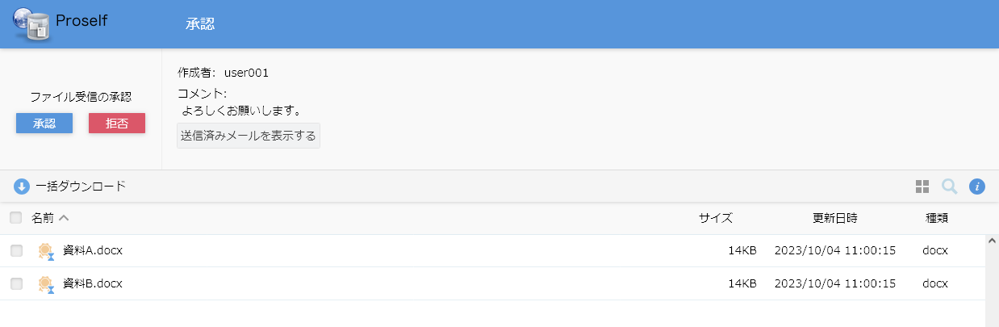 Proself
承認
ファイル受信の承認
承認 拒否
作成者: user001
コメント:
よろしくお願いします。
送信済みメールを表示する
一括ダウンロード
名前 サイズ 更新日時 種類
資料A.docx 14KB 2023/10/04 11:00:15 docx
資料B.docx 14KB 2023/10/04 11:00:15 docx